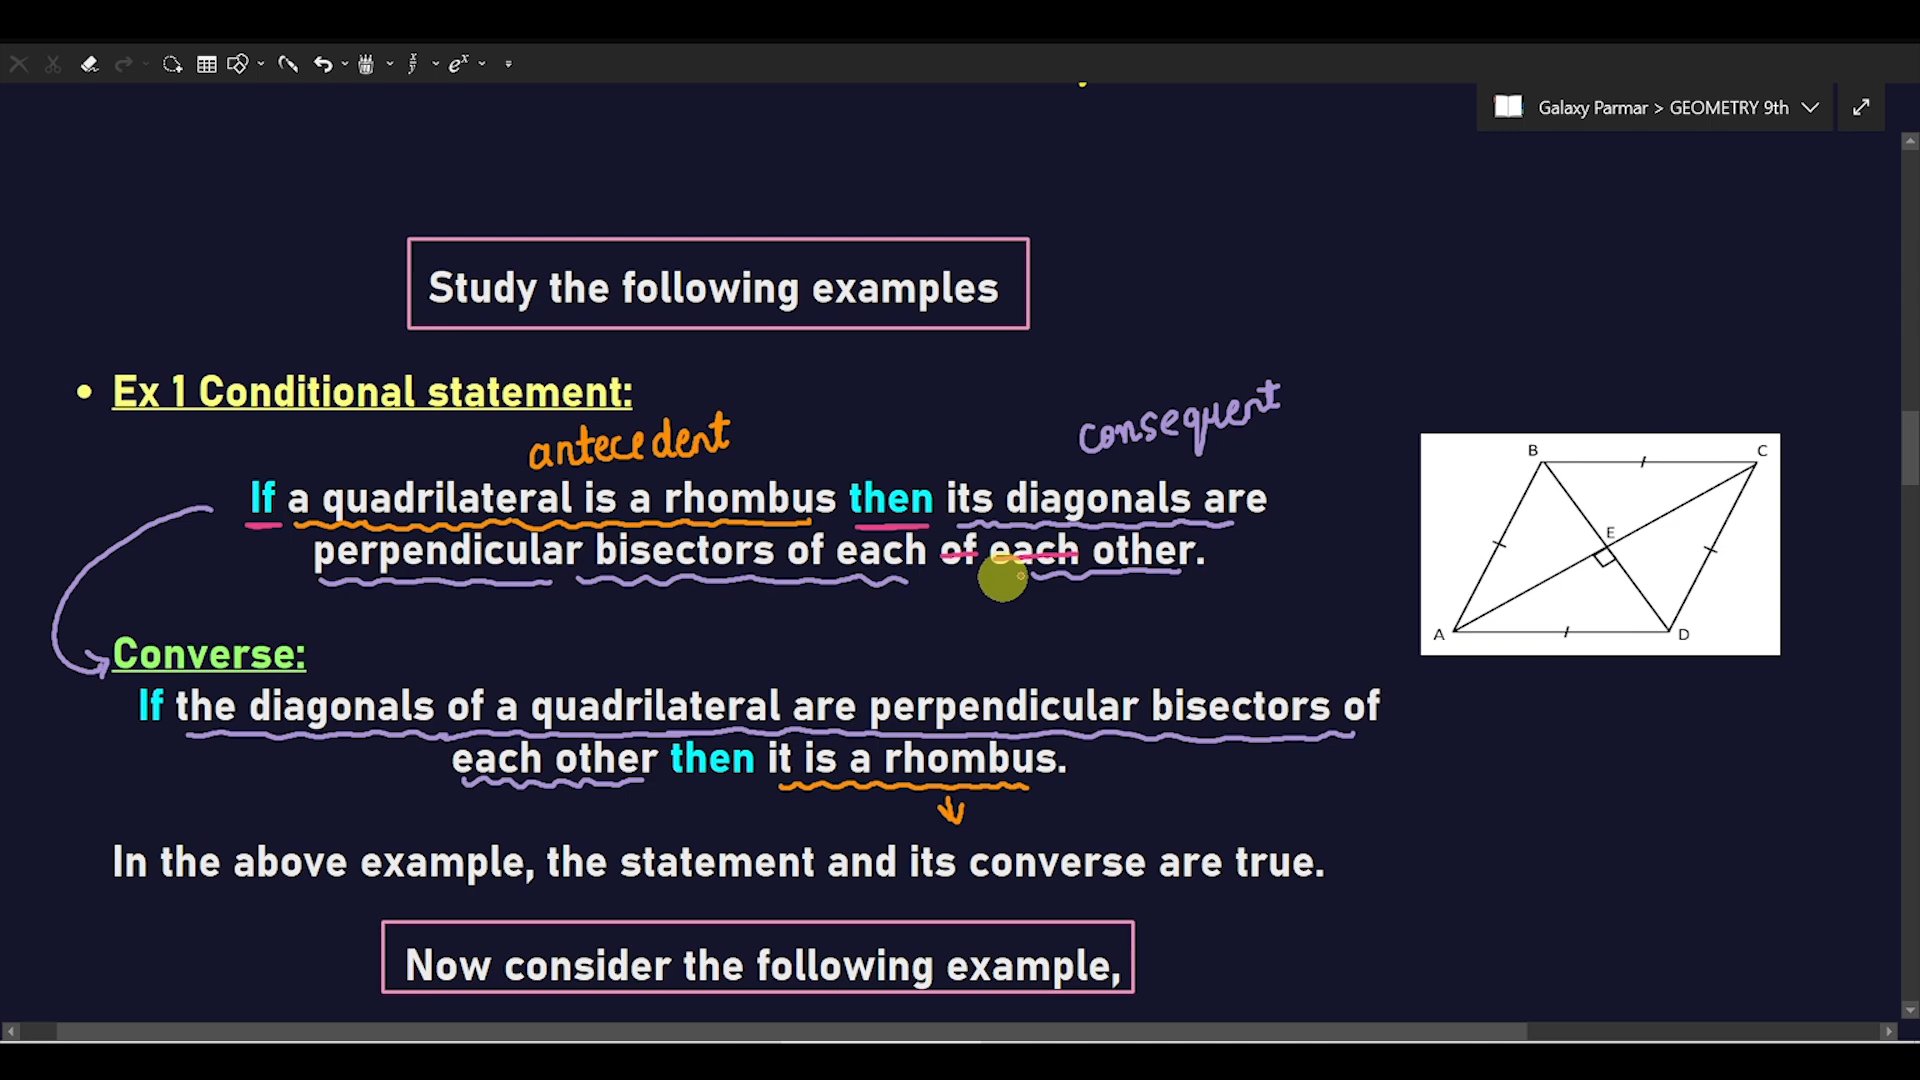 Galaxy Parmar > GEOMETRY 9th
Study the following examples
• Ex 1 Conditional statement:
antecedent
consequent
If a quadrilateral is a rhombus then its diagonals are
perpendicular bisectors of each of each other.
Converse:
If the diagonals of a quadrilateral are perpendicular bisectors of
each other then it is a rhombus.
In the above example, the statement and its converse are true.
Now consider the following example,
B
C
E
A
D
x/y
e^x